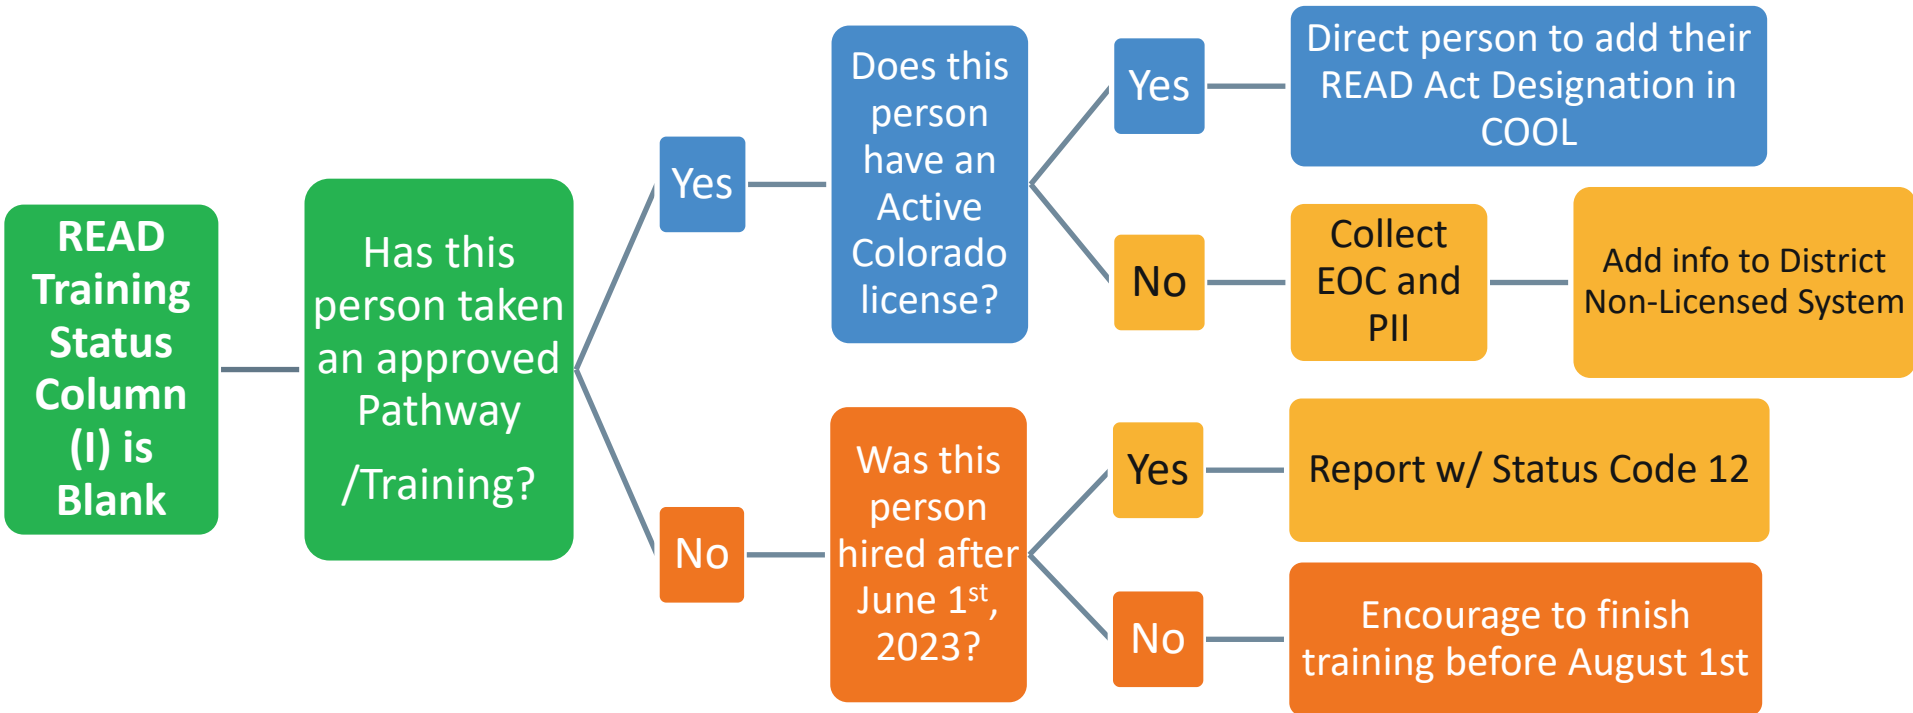 READ
Training
Status
Column
(I) is
Blank
Has this
person taken
an approved
Pathway
/Training?
Yes
Does this
person
have an
Active
Colorado
license?
Yes
Direct person to add their
READ Act Designation in
COOL
No
Collect
EOC and
PII
Add info to District
Non-Licensed System
No
Was this
person
hired after
June 1st,
2023?
Yes
Report w/ Status Code 12
No
Encourage to finish
training before August 1st